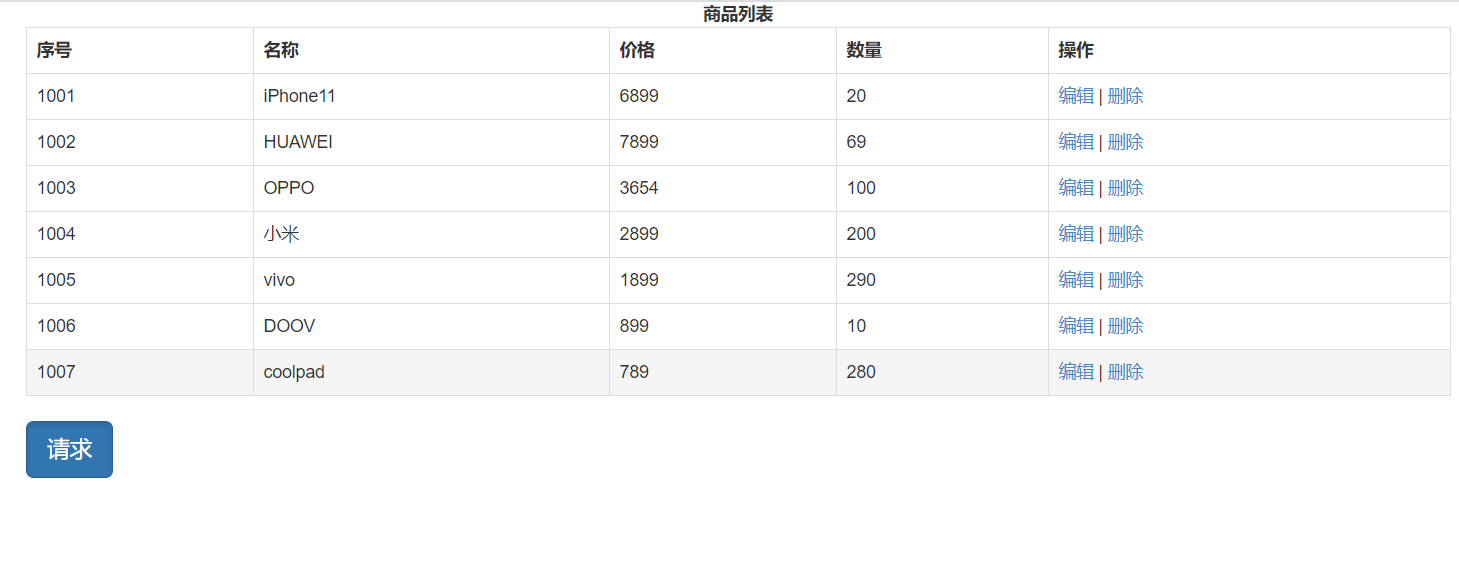 商品列表
序号 名称 价格 数量 操作
1001 iPhone11 6899 20 编辑 | 删除
1002 HUAWEI 7899 69 编辑 | 删除
1003 OPPO 3654 100 编辑 | 删除
1004 小米 2899 200 编辑 | 删除
1005 vivo 1899 290 编辑 | 删除
1006 DOOV 899 10 编辑 | 删除
1007 coolpad 789 280 编辑 | 删除
请求